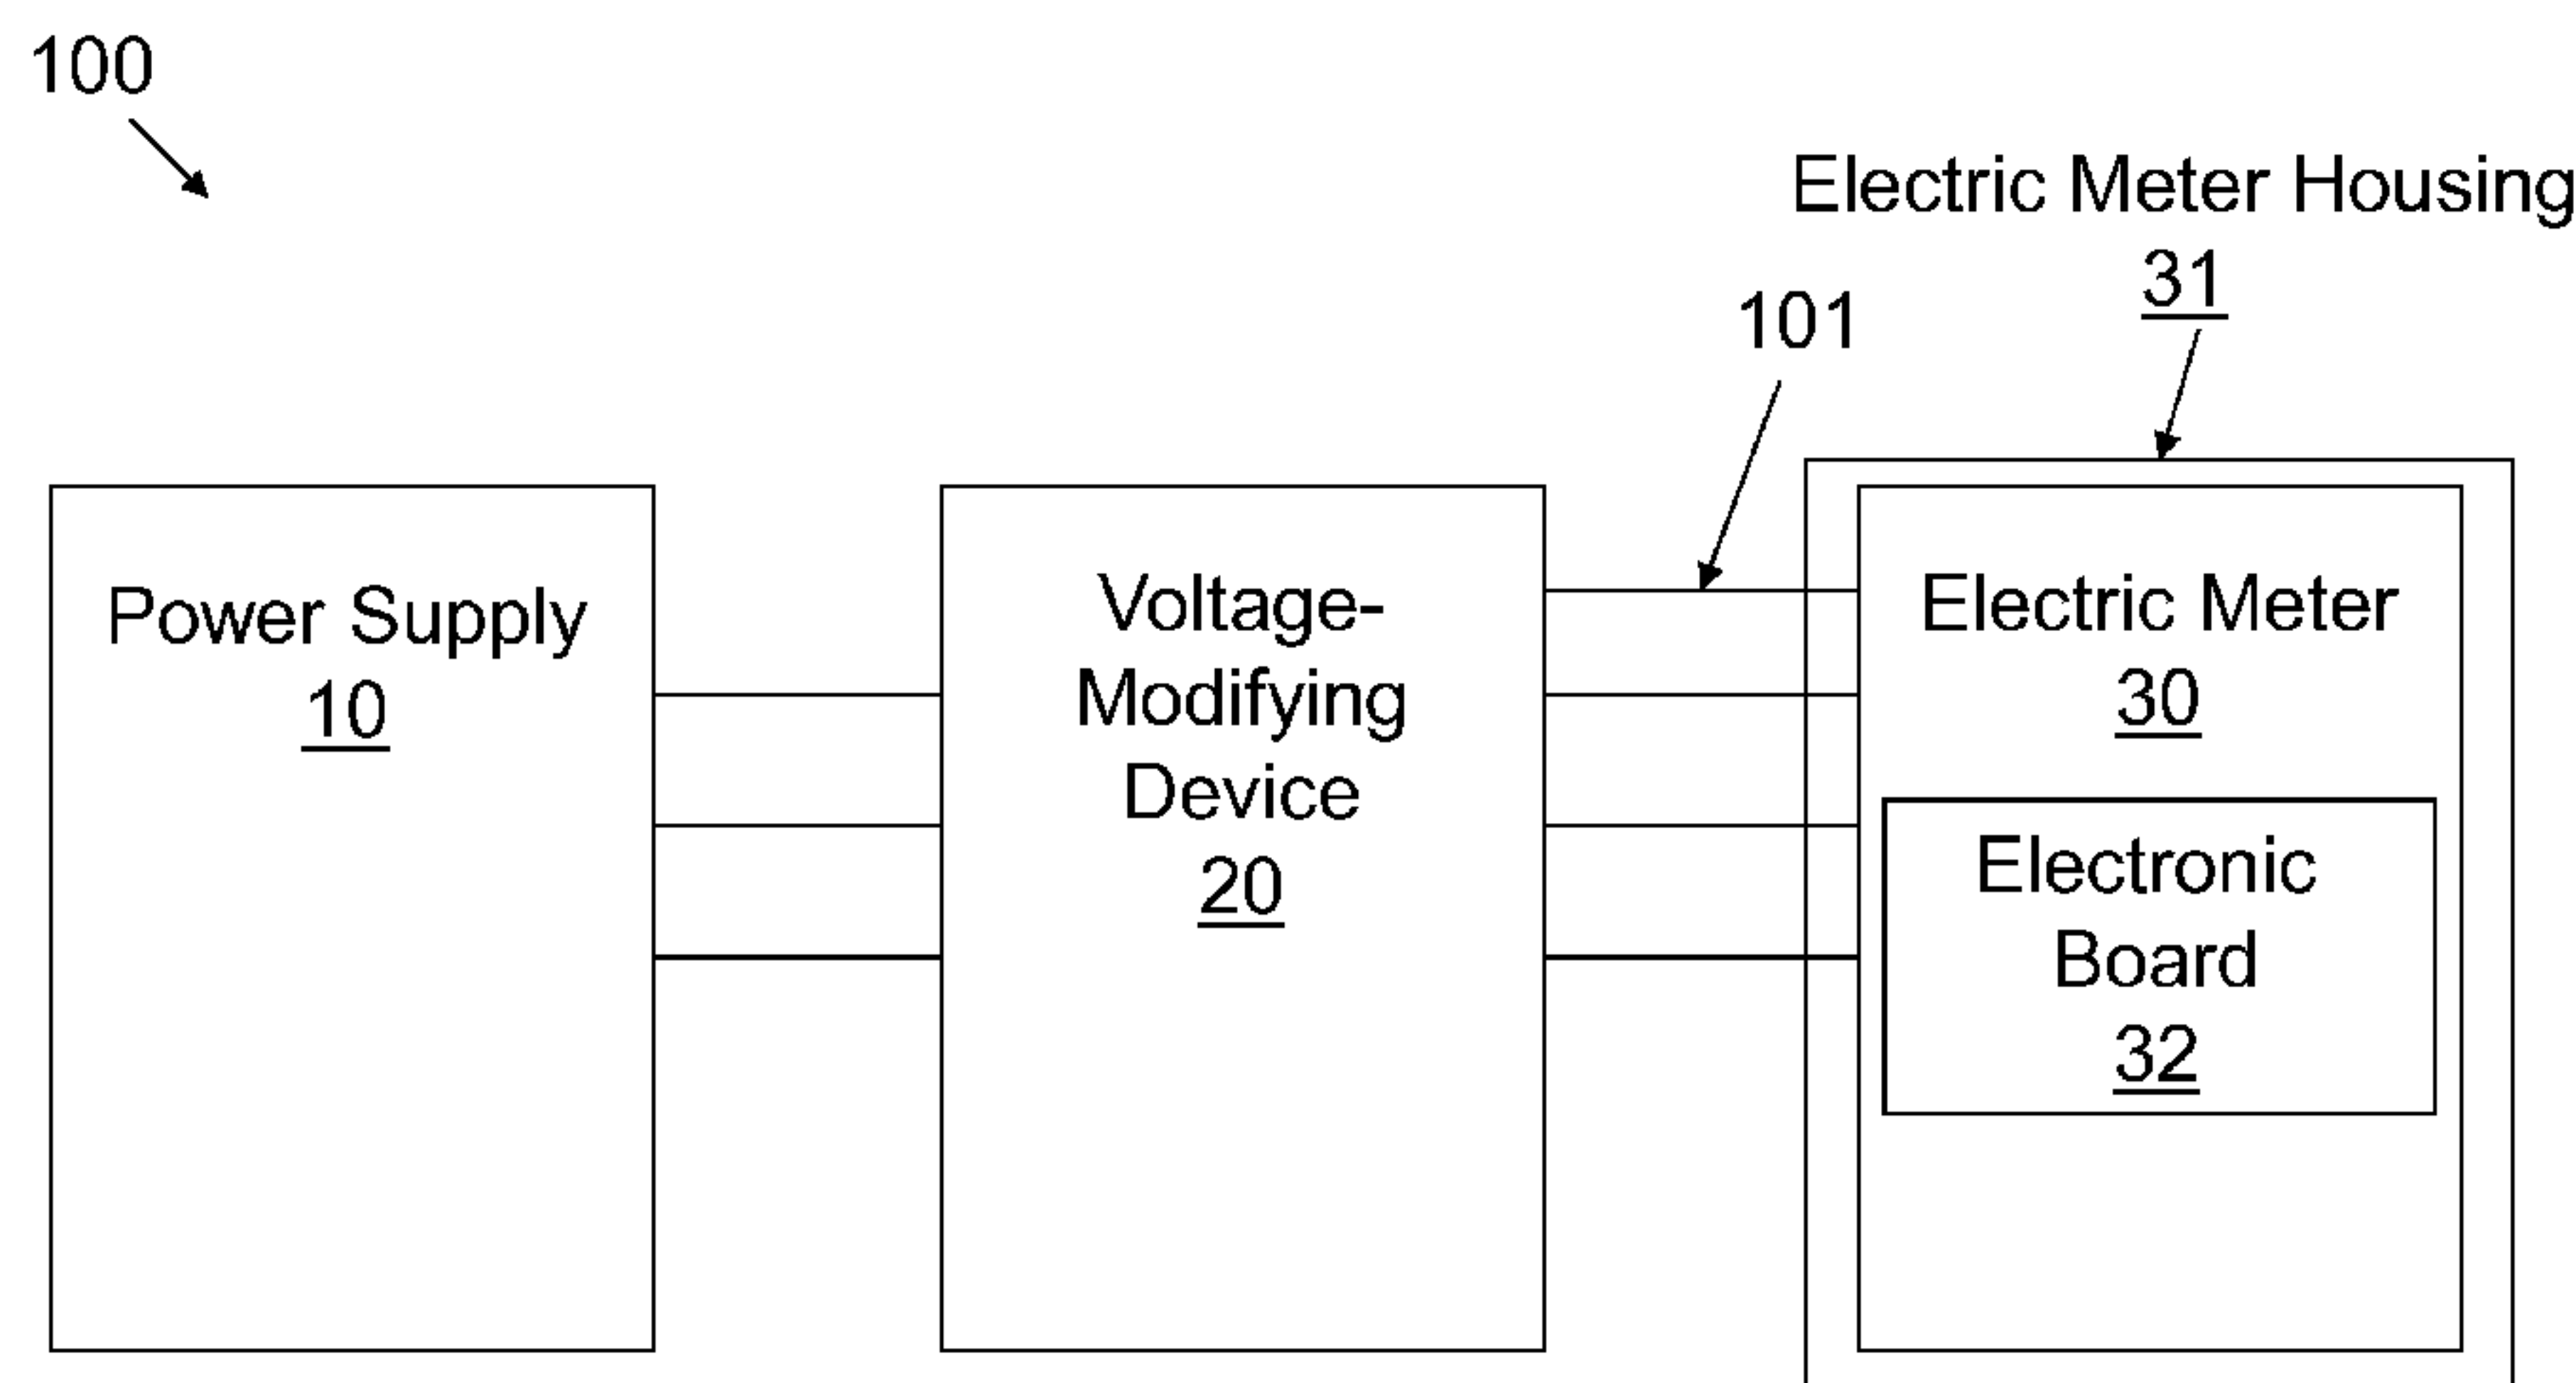 100
Electric Meter Housing
31
101
Power Supply
10
Voltage-
Modifying
Device
20
Electric Meter
30
Electronic
Board
32